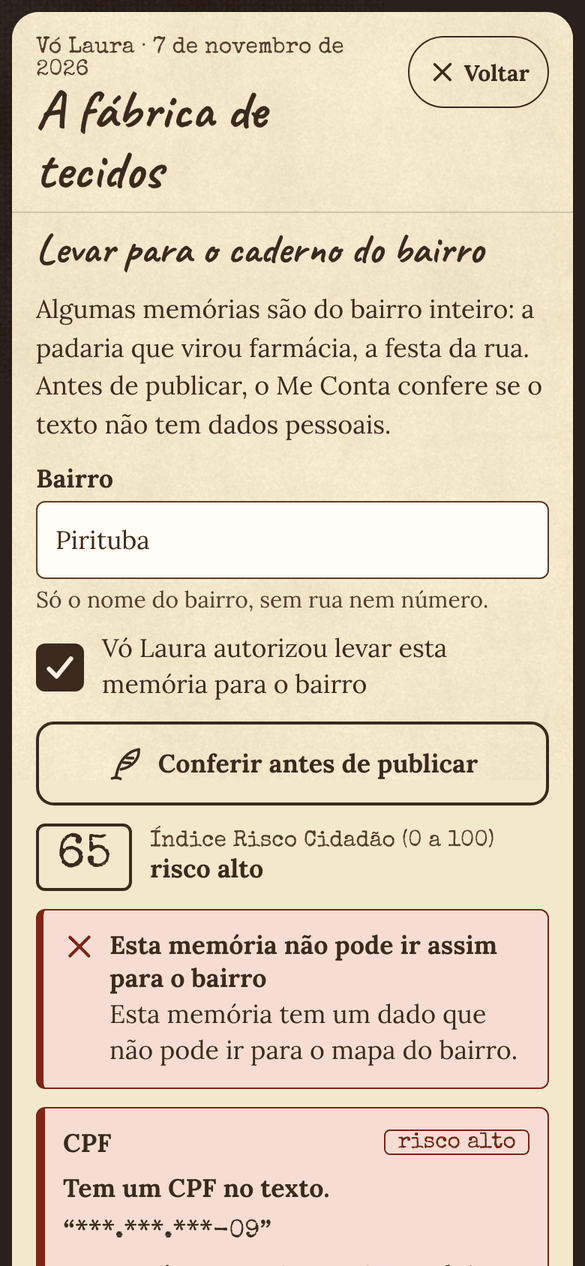 Vó Laura · 7 de novembro de
2026
A fábrica de
tecidos
Voltar
Levar para o caderno do bairro
Algumas memórias são do bairro inteiro: a
padaria que virou farmácia, a festa da rua.
Antes de publicar, o Me Conta confere se o
texto não tem dados pessoais.
Bairro
Pirituba
Só o nome do bairro, sem rua nem número.
Vó Laura autorizou levar esta
memória para o bairro
Conferir antes de publicar
65
Índice Risco Cidadão (0 a 100)
risco alto
Esta memória não pode ir assim
para o bairro
Esta memória tem um dado que
não pode ir para o mapa do bairro.
CPF
risco alto
Tem um CPF no texto.
“***.***.***-09”